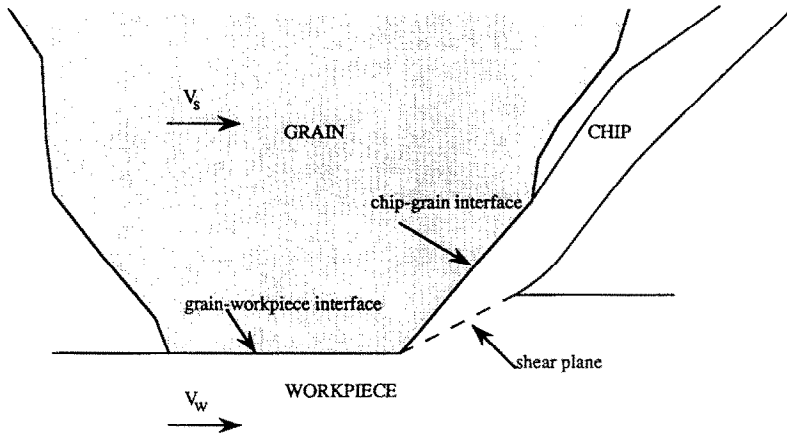 V_s
GRAIN
CHIP
chip-grain interface
grain-workpiece interface
shear plane
WORKPIECE
V_W